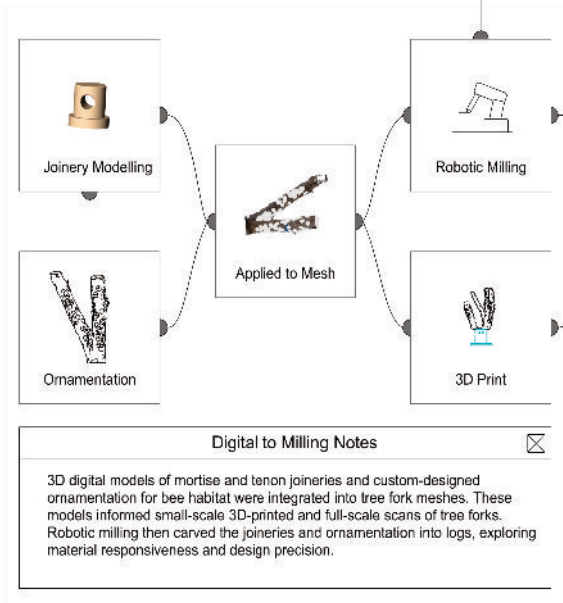 Joinery Modelling
Robotic Milling
Applied to Mesh
Ornamentation
3D Print
Digital to Milling Notes
3D digital models of mortise and tenon joineries and custom-designed
ornamentation for bee habitat were integrated into tree fork meshes. These
models informed small-scale 3D-printed and full-scale scans of tree forks.
Robotic milling then carved the joineries and ornamentation into logs, exploring
material responsiveness and design precision.